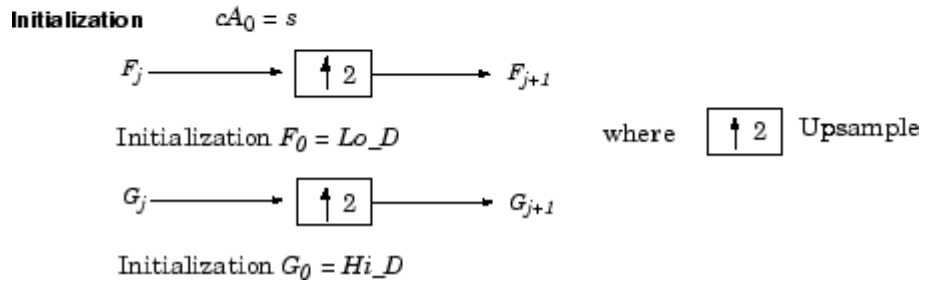 Initialization cA0 = s
Fj ↑ 2 Fj+1
Initialization F0 = Lo_D
where ↑ 2 Upsample
Gj ↑ 2 Gj+1
Initialization G0 = Hi_D